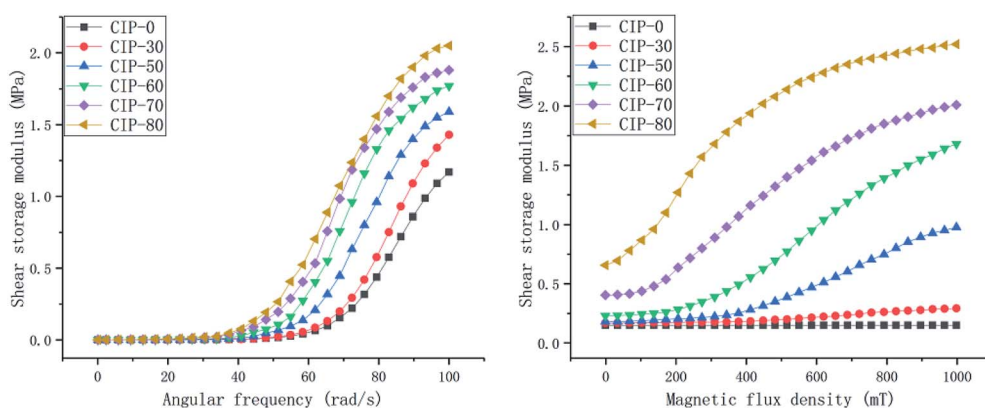 CIP-0
CIP-30
CIP-50
CIP-60
CIP-70
CIP-80
Shear storage modulus (MPa)
2.0
1.5
1.0
0.5
0.0
0 20 40 60 80 100
Angular frequency (rad/s)
CIP-0
CIP-30
CIP-50
CIP-60
CIP-70
CIP-80
Shear storage modulus (MPa)
2.5
2.0
1.5
1.0
0.5
0.0
0 200 400 600 800 1000
Magnetic flux density (mT)